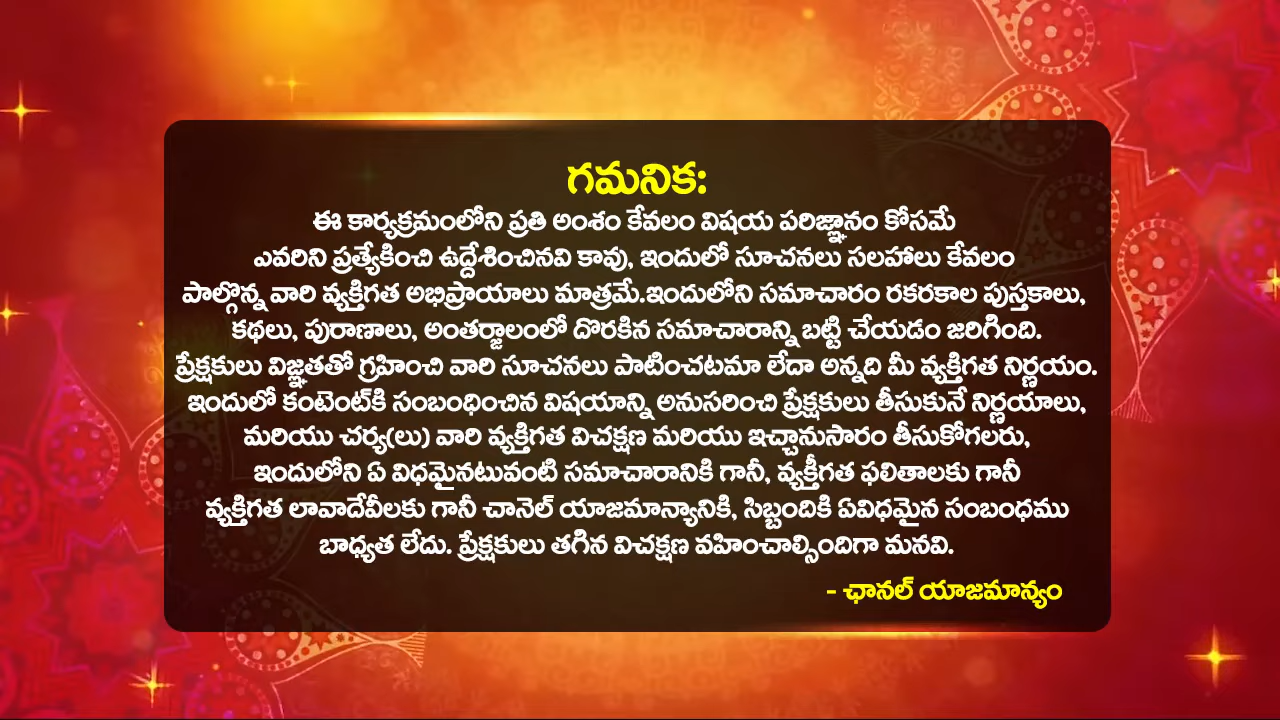 గమనిక:
ఈ కార్యక్రమంలోని ప్రతి అంశం కేవలం విషయ పరిజ్ఞానం కోసమే
ఎవరిని ప్రత్యేకించి ఉద్దేశించినవి కావు, ఇందులో సూచనలు సలహాలు కేవలం
పాల్గొన్న వారి వ్యక్తిగత అభిప్రాయాలు మాత్రమే.ఇందులోని సమాచారం రకరకాల పుస్తకాలు,
కథలు, పురాణాలు, అంతర్జాలంలో దొరకిన సమాచారాన్ని బట్టి చేయడం జరిగింది.
ప్రేక్షకులు విజ్ఞతతో గ్రహించి వారి సూచనలు పాటించటమా లేదా అన్నది మీ వ్యక్తిగత నిర్ణయం.
ఇందులో కంటెంట్‌కి సంబంధించిన విషయాన్ని అనుసరించి ప్రేక్షకులు తీసుకునే నిర్ణయాలు,
మరియు చర్య(లు) వారి వ్యక్తిగత విచక్షణ మరియు ఇచ్చానుసారం తీసుకోగలరు,
ఇందులోని ఏ విధమైనటువంటి సమాచారానికి గానీ, వ్యక్తీగత ఫలితాలకు గానీ
వ్యక్తిగత లావాదేవీలకు గానీ చానెల్ యాజమాన్యానికి, సిబ్బందికి ఏవిధమైన సంబంధము
బాధ్యత లేదు. ప్రేక్షకులు తగిన విచక్షణ వహించాల్సిందిగా మనవి.
- ఛానల్ యాజమాన్యం